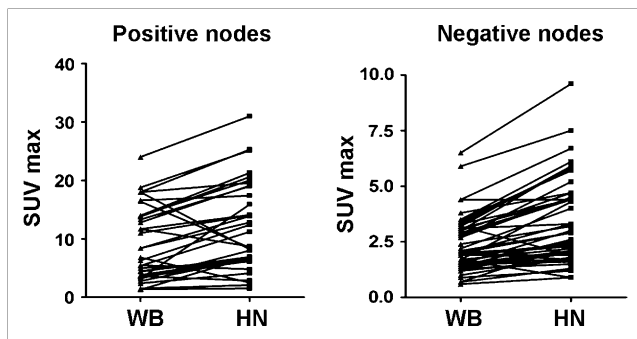 Positive nodes
SUV max
40
30
20
10
0
WB HN
Negative nodes
SUV max
10.0
7.5
5.0
2.5
0.0
WB HN